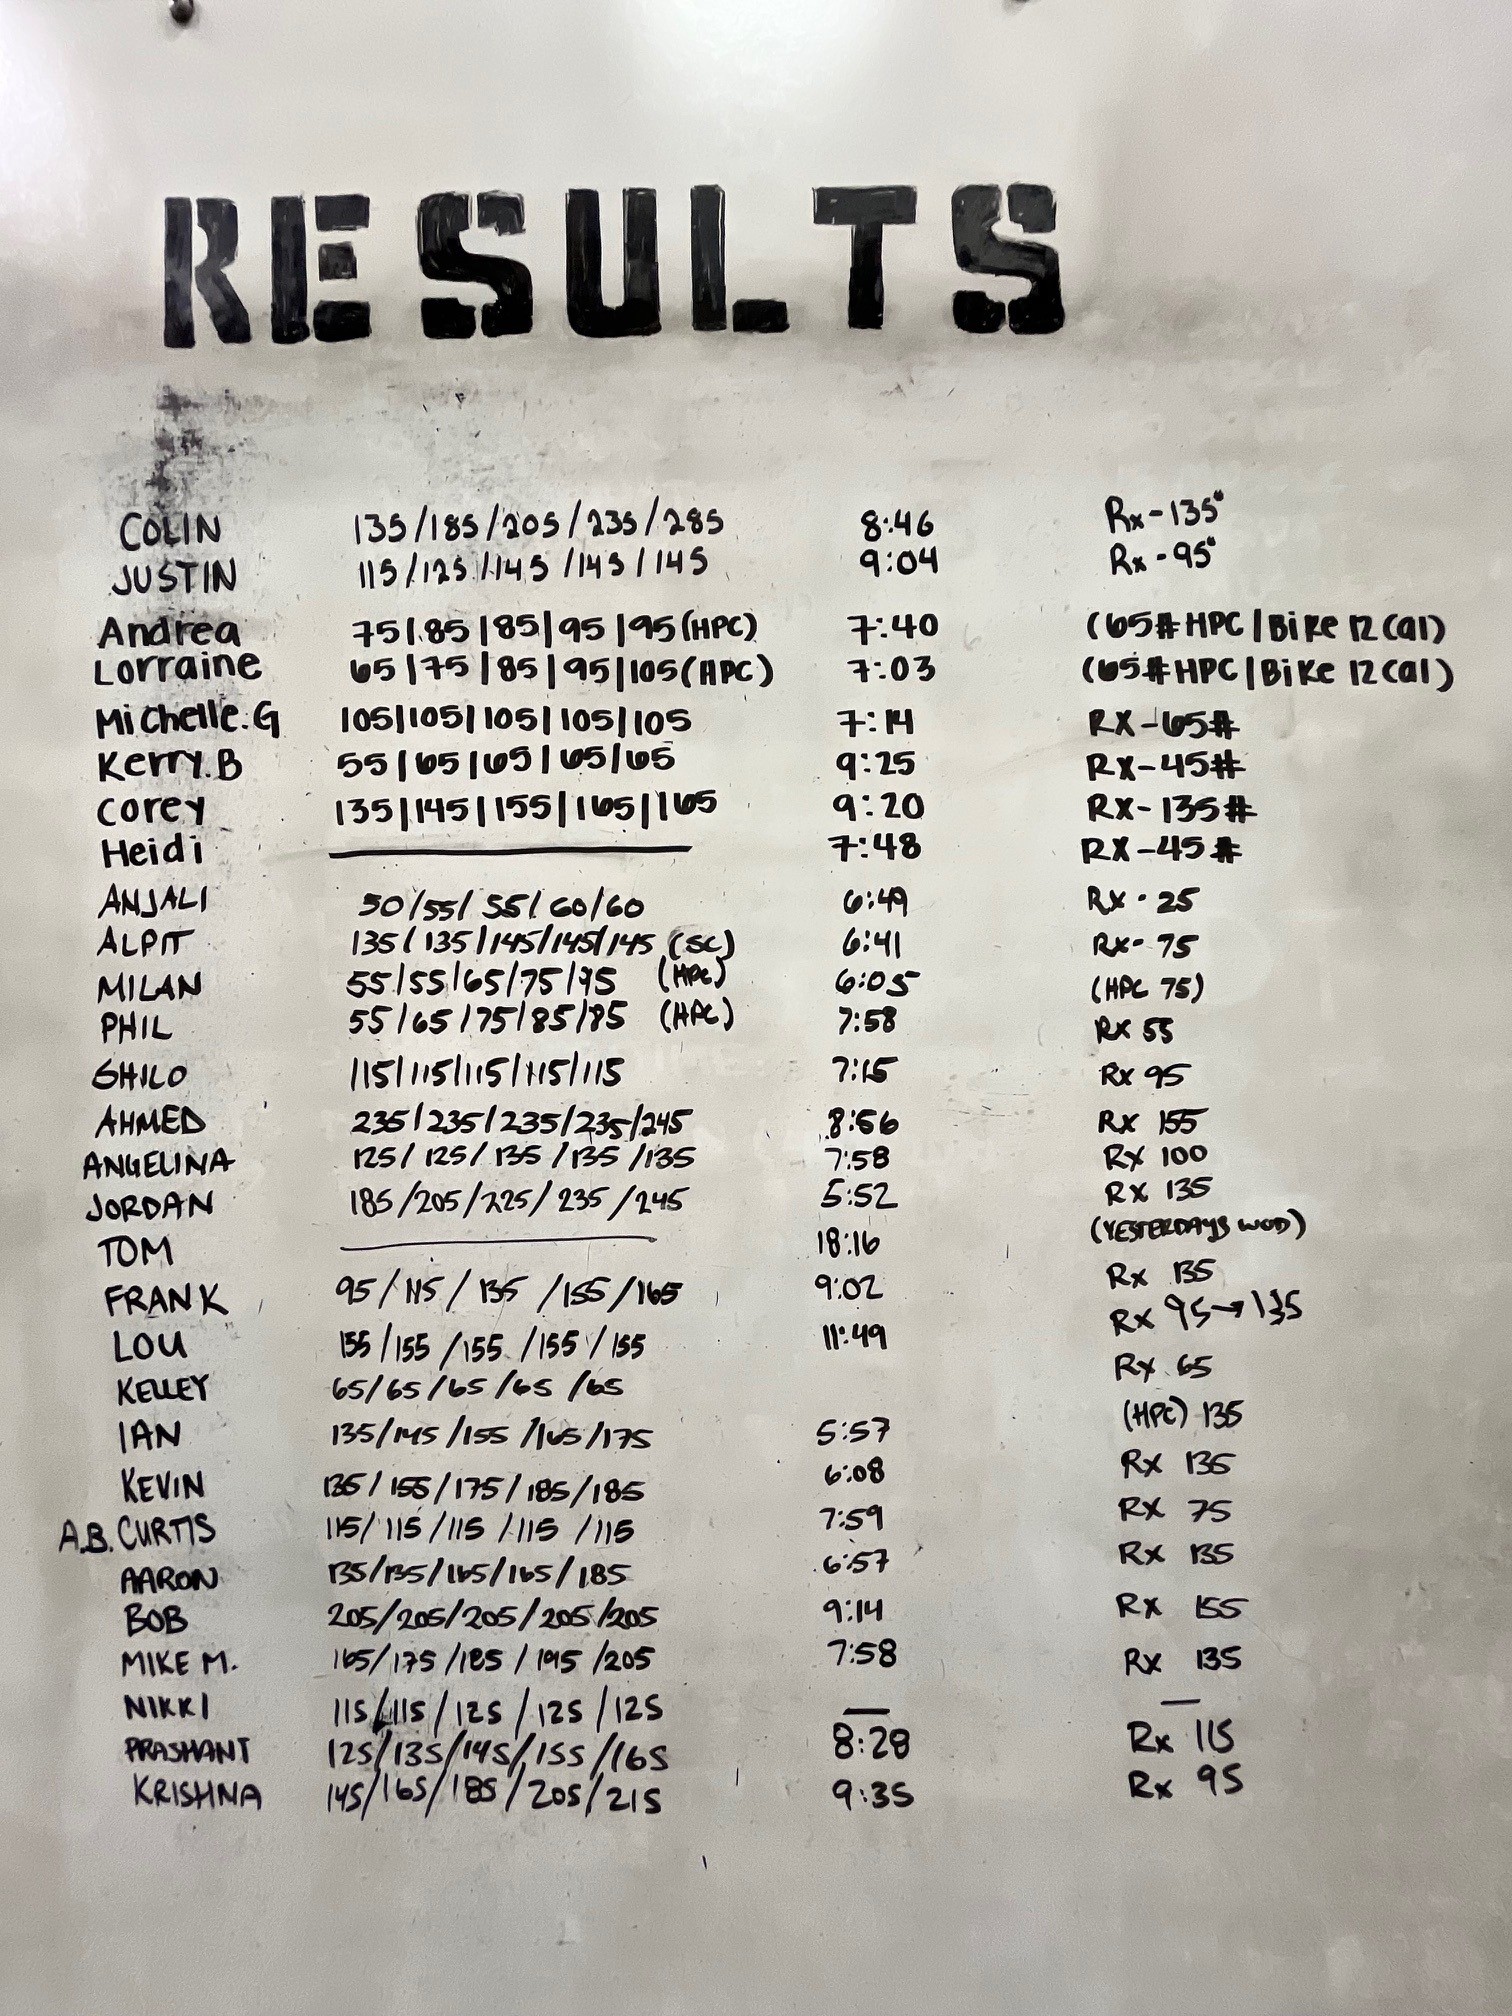 RESULTS
COLIN 135/185/205/235/285 8:46 Rx-135#
JUSTIN 115/125/145/145/145 9:04 Rx-95#
Andrea 75|85|85|95|95(HPC) 7:40 (65#HPC|Bike 12 Cal)
Lorraine 65|75|85|95|105(HPC) 7:03 (65#HPC|Bike 12 Cal)
Michelle.G 105|105|105|105|105 7:14 RX-65#
Kerry.B 55|65|65|65|65 9:25 RX-45#
Corey 135|145|155|165|165 9:20 RX-135#
Heidi — 7:48 RX-45#
ANJALI 50/55/55/60/60 6:49 RX-25
ALPIT 135/135/145/145/145 (SC) 6:41 RX-75
MILAN 55/55/65/75/75 (HPC) 6:05 (HPC 75)
PHIL 55/65/75/85/85 (HPC) 7:58 RX 55
SHILO 115/115/115/115/115 7:15 Rx 95
AHMED 235/235/235/235/245 8:56 RX 155
ANGELINA 125/125/135/135/135 7:58 RX 100
JORDAN 185/205/225/235/245 5:52 RX 135
TOM — 18:16 (YESTERDAYS WOD)
FRANK 95/115/135/155/165 9:02 Rx 135
LOU 155/155/155/155/155 11:49 Rx 95→135
KELLEY 65/65/65/65/65 Rx 65
IAN 135/145/155/165/175 5:57 (HPC) 135
KEVIN 135/155/175/185/185 6:08 RX 135
A.B. CURTIS 115/115/115/115/115 7:59 RX 75
AARON 135/135/165/165/185 6:57 RX 135
BOB 205/205/205/205/205 9:14 RX 155
MIKE M. 165/175/185/195/205 7:58 RX 135
NIKKI 115/115/125/125/125 — —
PRASHANT 125/135/145/155/165 8:28 Rx 115
KRISHNA 145/165/185/205/215 9:35 Rx 95